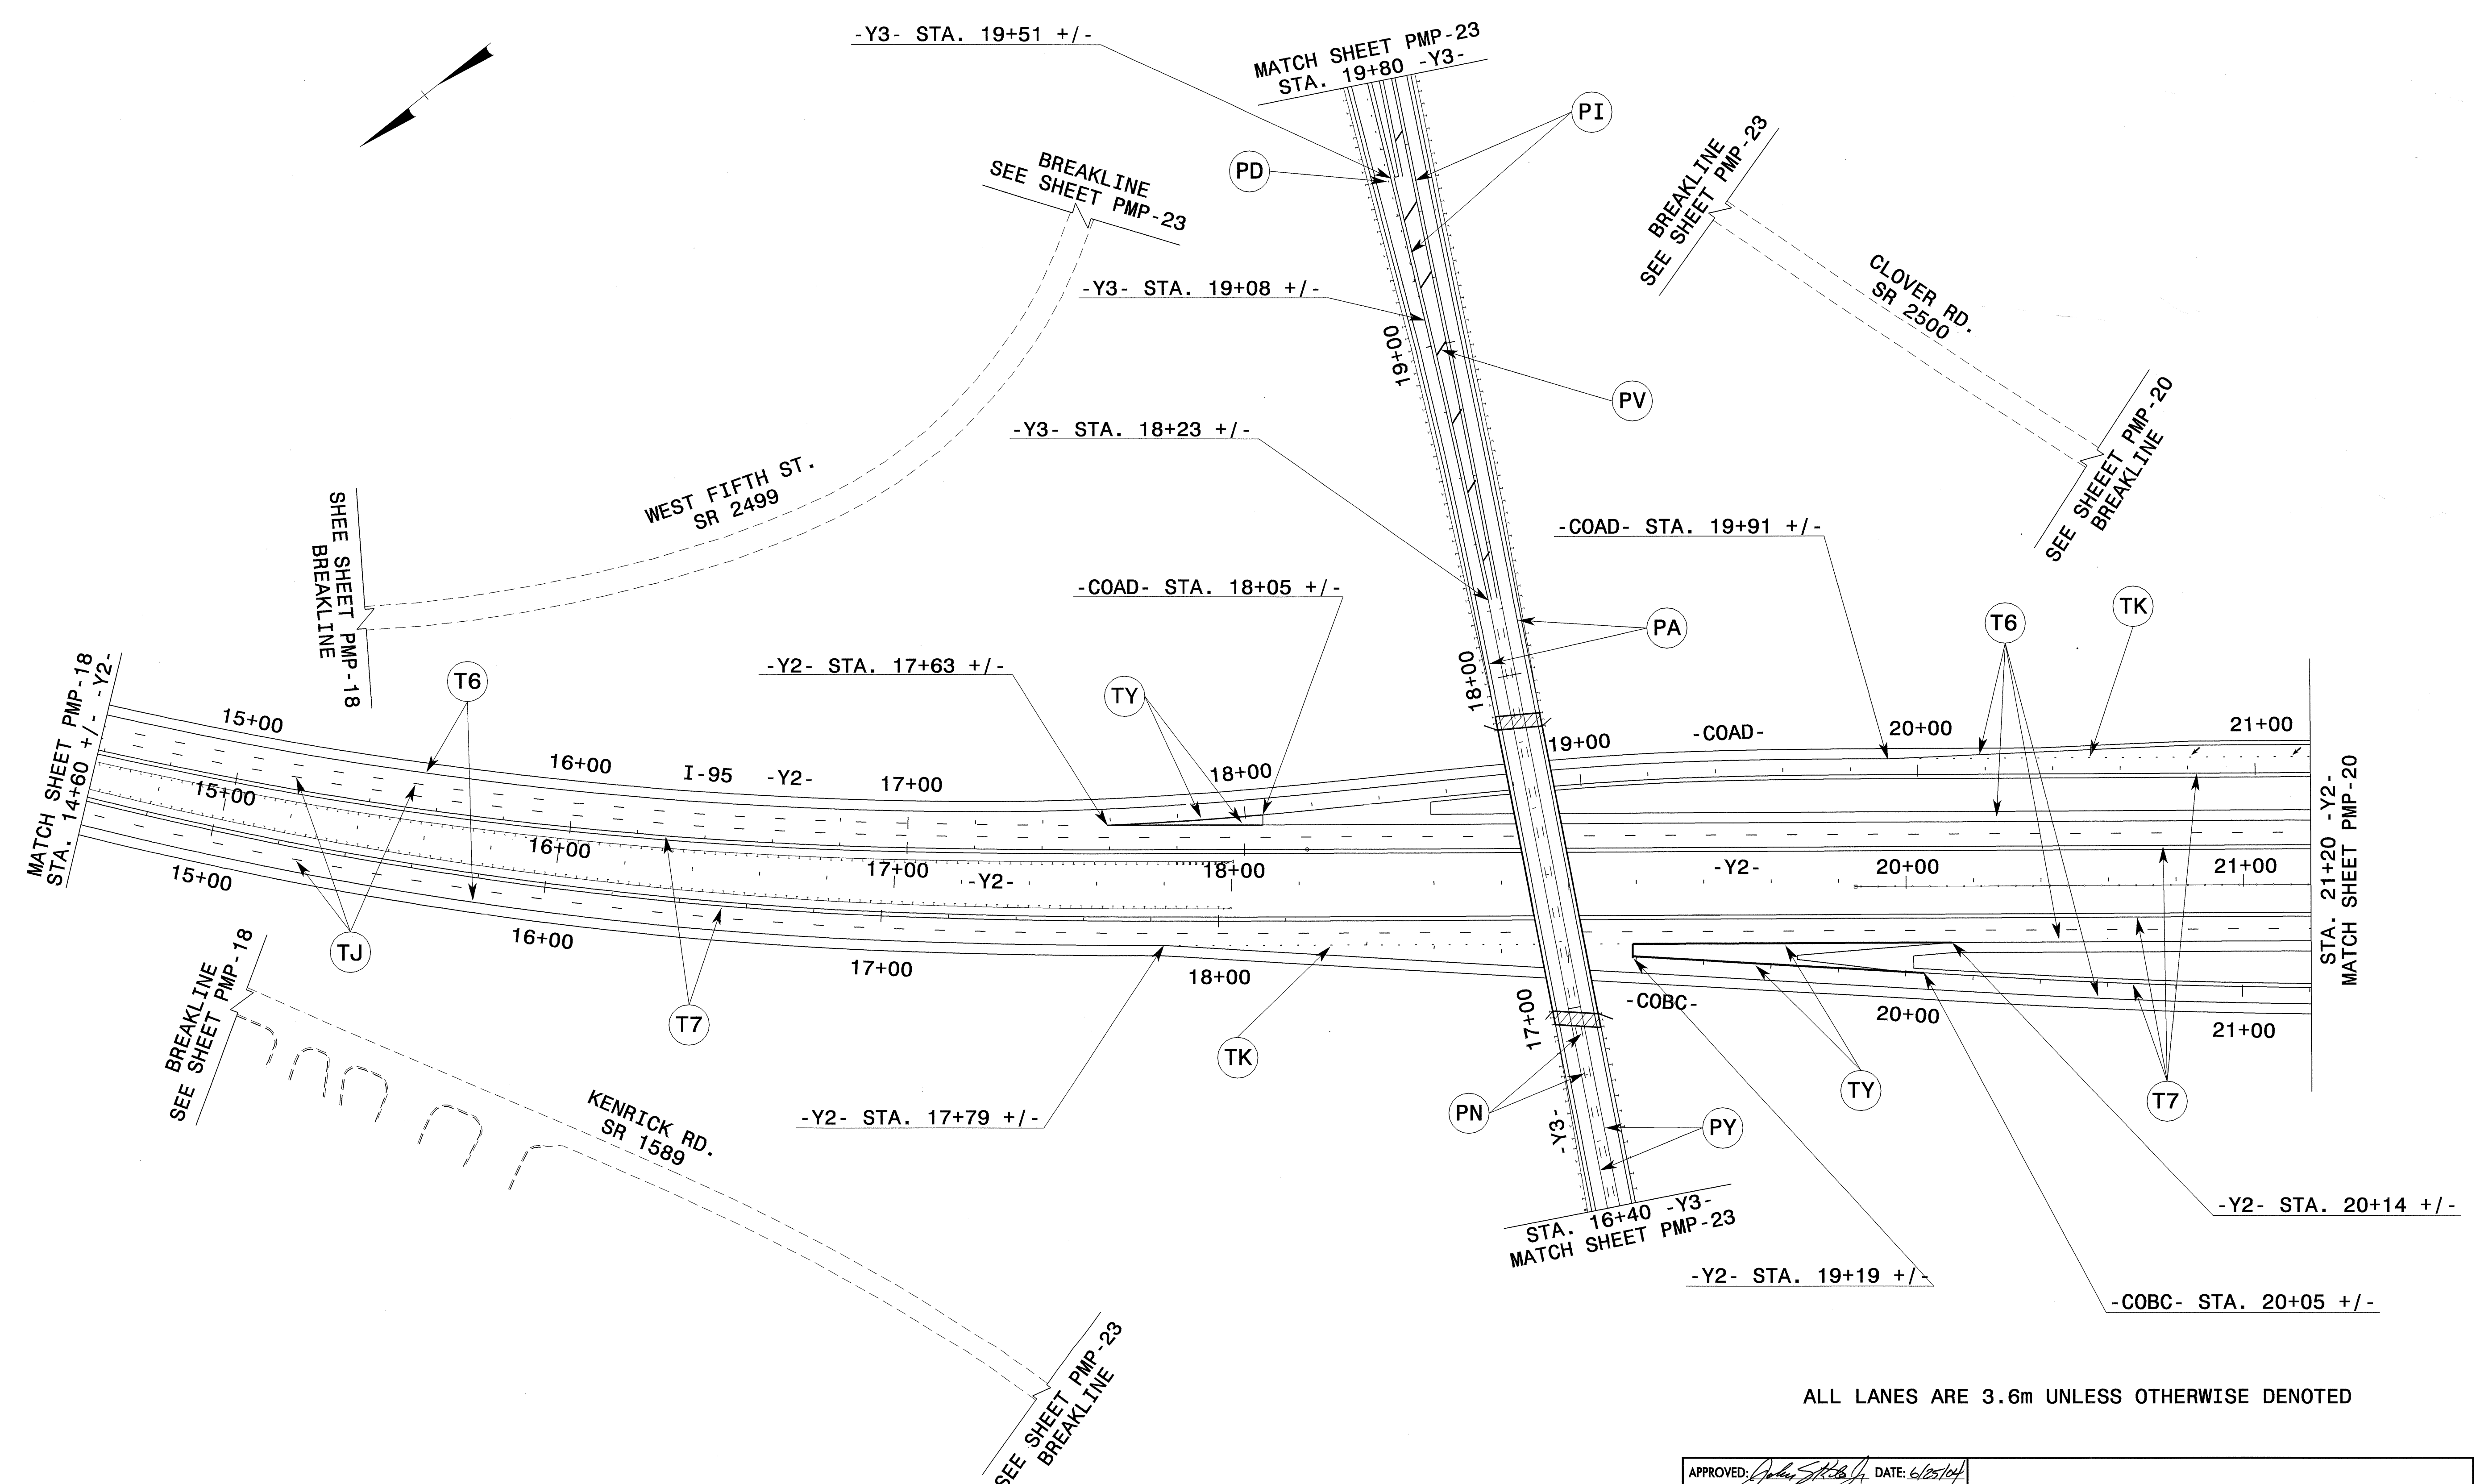 -Y3- STA. 19+51 +/-
MATCH SHEET PMP-23
STA. 19+80 -Y3-
PI
PD
BREAKLINE
SEE SHEET PMP-23
BREAKLINE
SEE SHEET PMP-23
CLOVER RD.
SR 2500
-Y3- STA. 19+08 +/-
19+00
PV
SEE SHEEET PMP-20
BREAKLINE
-Y3- STA. 18+23 +/-
WEST FIFTH ST.
SR 2499
SHEE SHEET PMP-18
BREAKLINE
-COAD- STA. 19+91 +/-
-COAD- STA. 18+05 +/-
PA
T6
TK
-Y2- STA. 17+63 +/-
TY
T6
18+00
MATCH SHEET PMP-18
STA. 14+60 +/- -Y2-
15+00
16+00
I-95 -Y2-
17+00
18+00
19+00
-COAD-
20+00
21+00
15+00
16+00
17+00
-Y2-
18+00
-Y2-
20+00
21+00
STA. 21+20 -Y2-
MATCH SHEET PMP-20
15+00
16+00
17+00
18+00
-COBC-
20+00
21+00
TJ
T7
TK
17+00
BREAKLINE
SEE SHEET PMP-18
KENRICK RD.
SR 1589
-Y2- STA. 17+79 +/-
PN
-Y3-
PY
TY
T7
STA. 16+40 -Y3-
MATCH SHEET PMP-23
-Y2- STA. 20+14 +/-
-Y2- STA. 19+19 +/-
-COBC- STA. 20+05 +/-
SEE SHEET PMP-23
BREAKLINE
ALL LANES ARE 3.6m UNLESS OTHERWISE DENOTED
APPROVED: DATE: 6/25/04